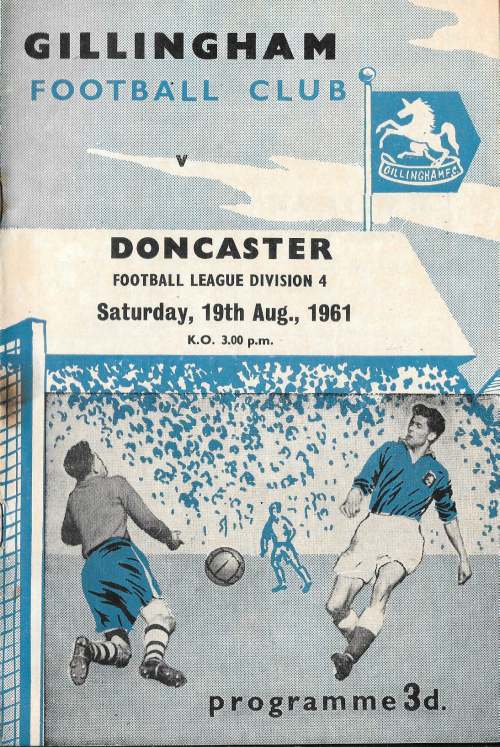 GILLINGHAM
FOOTBALL CLUB
GILLINGHAM F.C.
v
DONCASTER
FOOTBALL LEAGUE DIVISION 4
Saturday, 19th Aug., 1961
K.O. 3.00 p.m.
programme 3d.